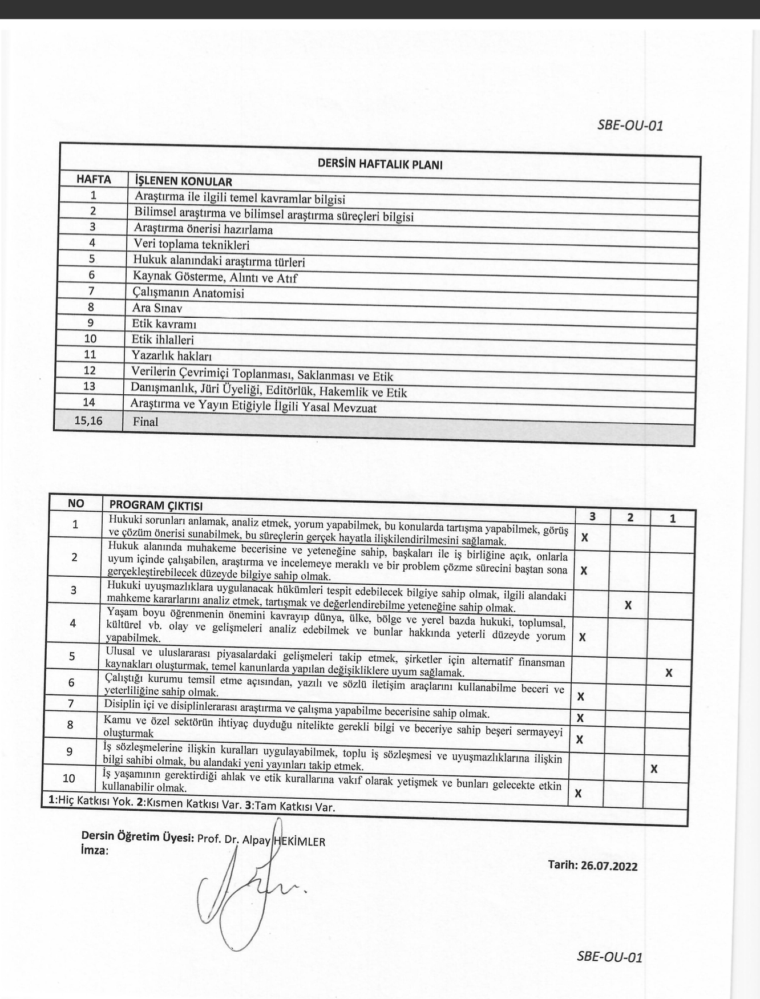 SBE-OU-01
DERSİN HAFTALIK PLANI
HAFTA İŞLENEN KONULAR
1 Araştırma ile ilgili temel kavramlar bilgisi
2 Bilimsel araştırma ve bilimsel araştırma süreçleri bilgisi
3 Araştırma önerisi hazırlama
4 Veri toplama teknikleri
5 Hukuk alanındaki araştırma türleri
6 Kaynak Gösterme, Alıntı ve Atıf
7 Çalışmanın Anatomisi
8 Ara Sınav
9 Etik kavramı
10 Etik ihlalleri
11 Yazarlık hakları
12 Verilerin Çevrimiçi Toplanması, Saklanması ve Etik
13 Danışmanlık, Jüri Üyeliği, Editörlük, Hakemlik ve Etik
14 Araştırma ve Yayın Etiğiyle İlgili Yasal Mevzuat
15,16 Final
NO PROGRAM ÇIKTISI 3 2 1
1 Hukuki sorunları anlamak, analiz etmek, yorum yapabilmek, bu konularda tartışma yapabilmek, görüş
ve çözüm önerisi sunabilmek, bu süreçlerin gerçek hayatla ilişkilendirilmesini sağlamak. X
2 Hukuk alanında muhakeme becerisine ve yeteneğine sahip, başkaları ile iş birliğine açık, onlarla
uyum içinde çalışabilen, araştırma ve incelemeye meraklı ve bir problem çözme sürecini baştan sona X
gerçekleştirebilecek düzeyde bilgiye sahip olmak.
3 Hukuki uyuşmazlıklara uygulanacak hükümleri tespit edebilecek bilgiye sahip olmak, ilgili alandaki
mahkeme kararlarını analiz etmek, tartışmak ve değerlendirebilme yeteneğine sahip olmak. X
4 Yaşam boyu öğrenmenin önemini kavrayıp dünya, ülke, bölge ve yerel bazda hukuki, toplumsal,
kültürel vb. olay ve gelişmeleri analiz edebilmek ve bunlar hakkında yeterli düzeyde yorum X
yapabilmek.
5 Ulusal ve uluslararası piyasalardaki gelişmeleri takip etmek, şirketler için alternatif finansman
kaynakları oluşturmak, temel kanunlarda yapılan değişikliklere uyum sağlamak. X
6 Çalıştığı kurumu temsil etme açısından, yazılı ve sözlü iletişim araçlarını kullanabilme beceri ve
yeterliliğine sahip olmak. X
7 Disiplin içi ve disiplinlerarası araştırma ve çalışma yapabilme becerisine sahip olmak. X
8 Kamu ve özel sektörün ihtiyaç duyduğu nitelikte gerekli bilgi ve beceriye sahip beşeri sermayeyi
oluşturmak X
9 İş sözleşmelerine ilişkin kuralları uygulayabilmek, toplu iş sözleşmesi ve uyuşmazlıklarına ilişkin
bilgi sahibi olmak, bu alandaki yeni yayınları takip etmek. X
10 İş yaşamının gerektirdiği ahlak ve etik kurallarına vakıf olarak yetişmek ve bunları gelecekte etkin
kullanabilir olmak. X
1:Hiç Katkısı Yok. 2:Kısmen Katkısı Var. 3:Tam Katkısı Var.
Dersin Öğretim Üyesi: Prof. Dr. Alpay HEKİMLER
İmza:
Tarih: 26.07.2022
SBE-OU-01